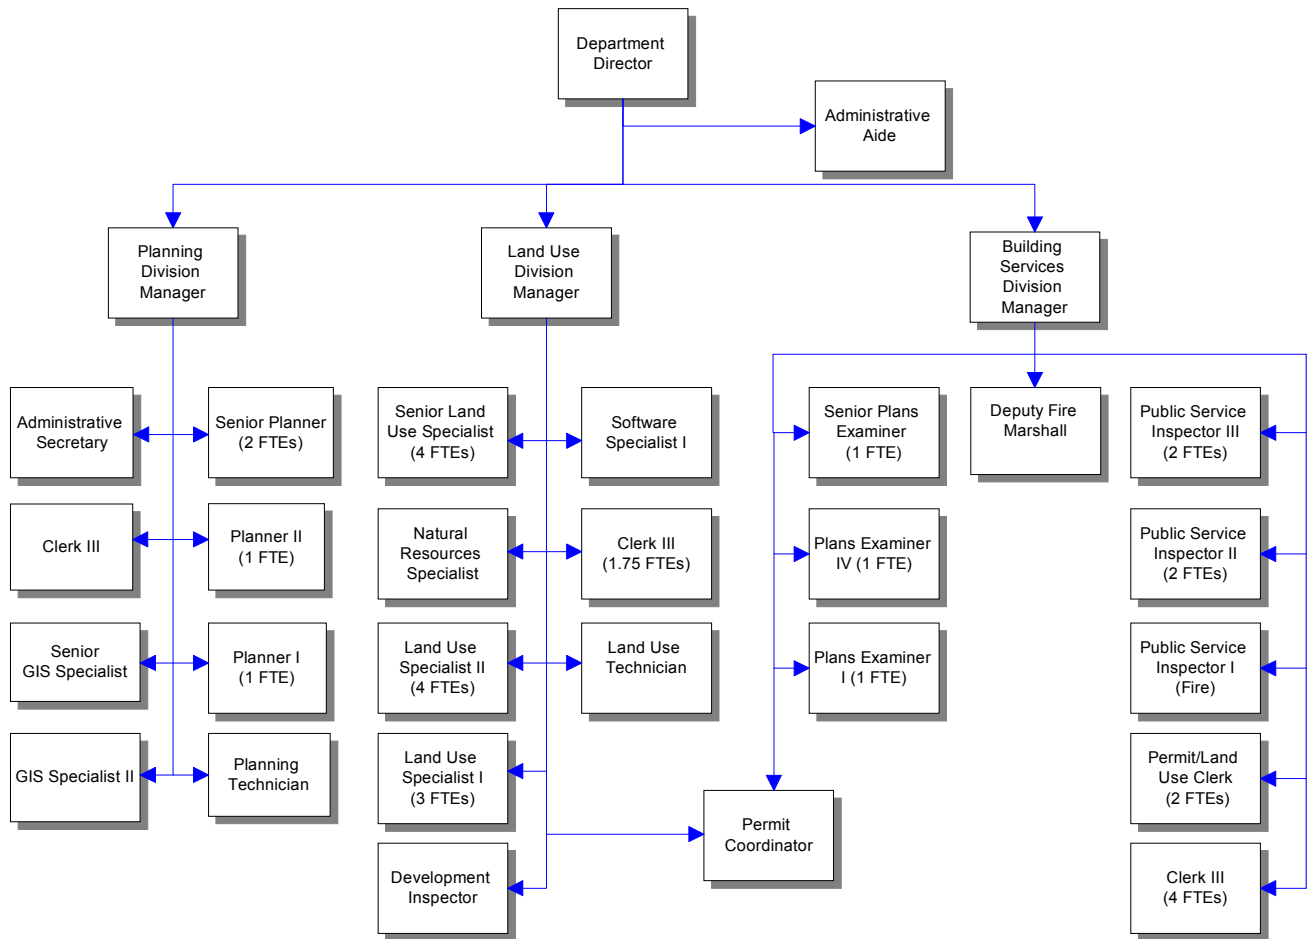 Department
Director
Administrative
Aide
Planning
Division
Manager
Land Use
Division
Manager
Building
Services
Division
Manager
Administrative
Secretary
Senior Planner
(2 FTEs)
Clerk III
Planner II
(1 FTE)
Senior
GIS Specialist
Planner I
(1 FTE)
GIS Specialist II
Planning
Technician
Senior Land
Use Specialist
(4 FTEs)
Software
Specialist I
Natural
Resources
Specialist
Clerk III
(1.75 FTEs)
Land Use
Specialist II
(4 FTEs)
Land Use
Technician
Land Use
Specialist I
(3 FTEs)
Development
Inspector
Permit
Coordinator
Senior Plans
Examiner
(1 FTE)
Plans Examiner
IV (1 FTE)
Plans Examiner
I (1 FTE)
Deputy Fire
Marshall
Public Service
Inspector III
(2 FTEs)
Public Service
Inspector II
(2 FTEs)
Public Service
Inspector I
(Fire)
Permit/Land
Use Clerk
(2 FTEs)
Clerk III
(4 FTEs)